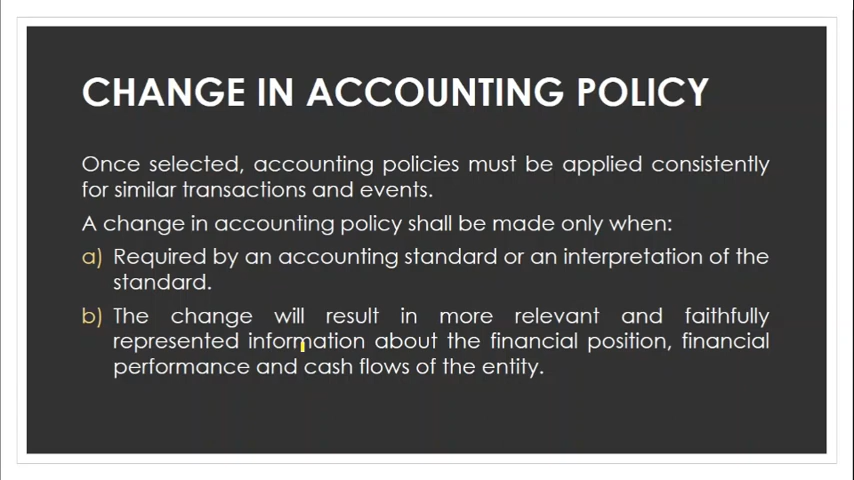 CHANGE IN ACCOUNTING POLICY
Once selected, accounting policies must be applied consistently
for similar transactions and events.
A change in accounting policy shall be made only when:
a) Required by an accounting standard or an interpretation of the
standard.
b) The change will result in more relevant and faithfully
represented information about the financial position, financial
performance and cash flows of the entity.